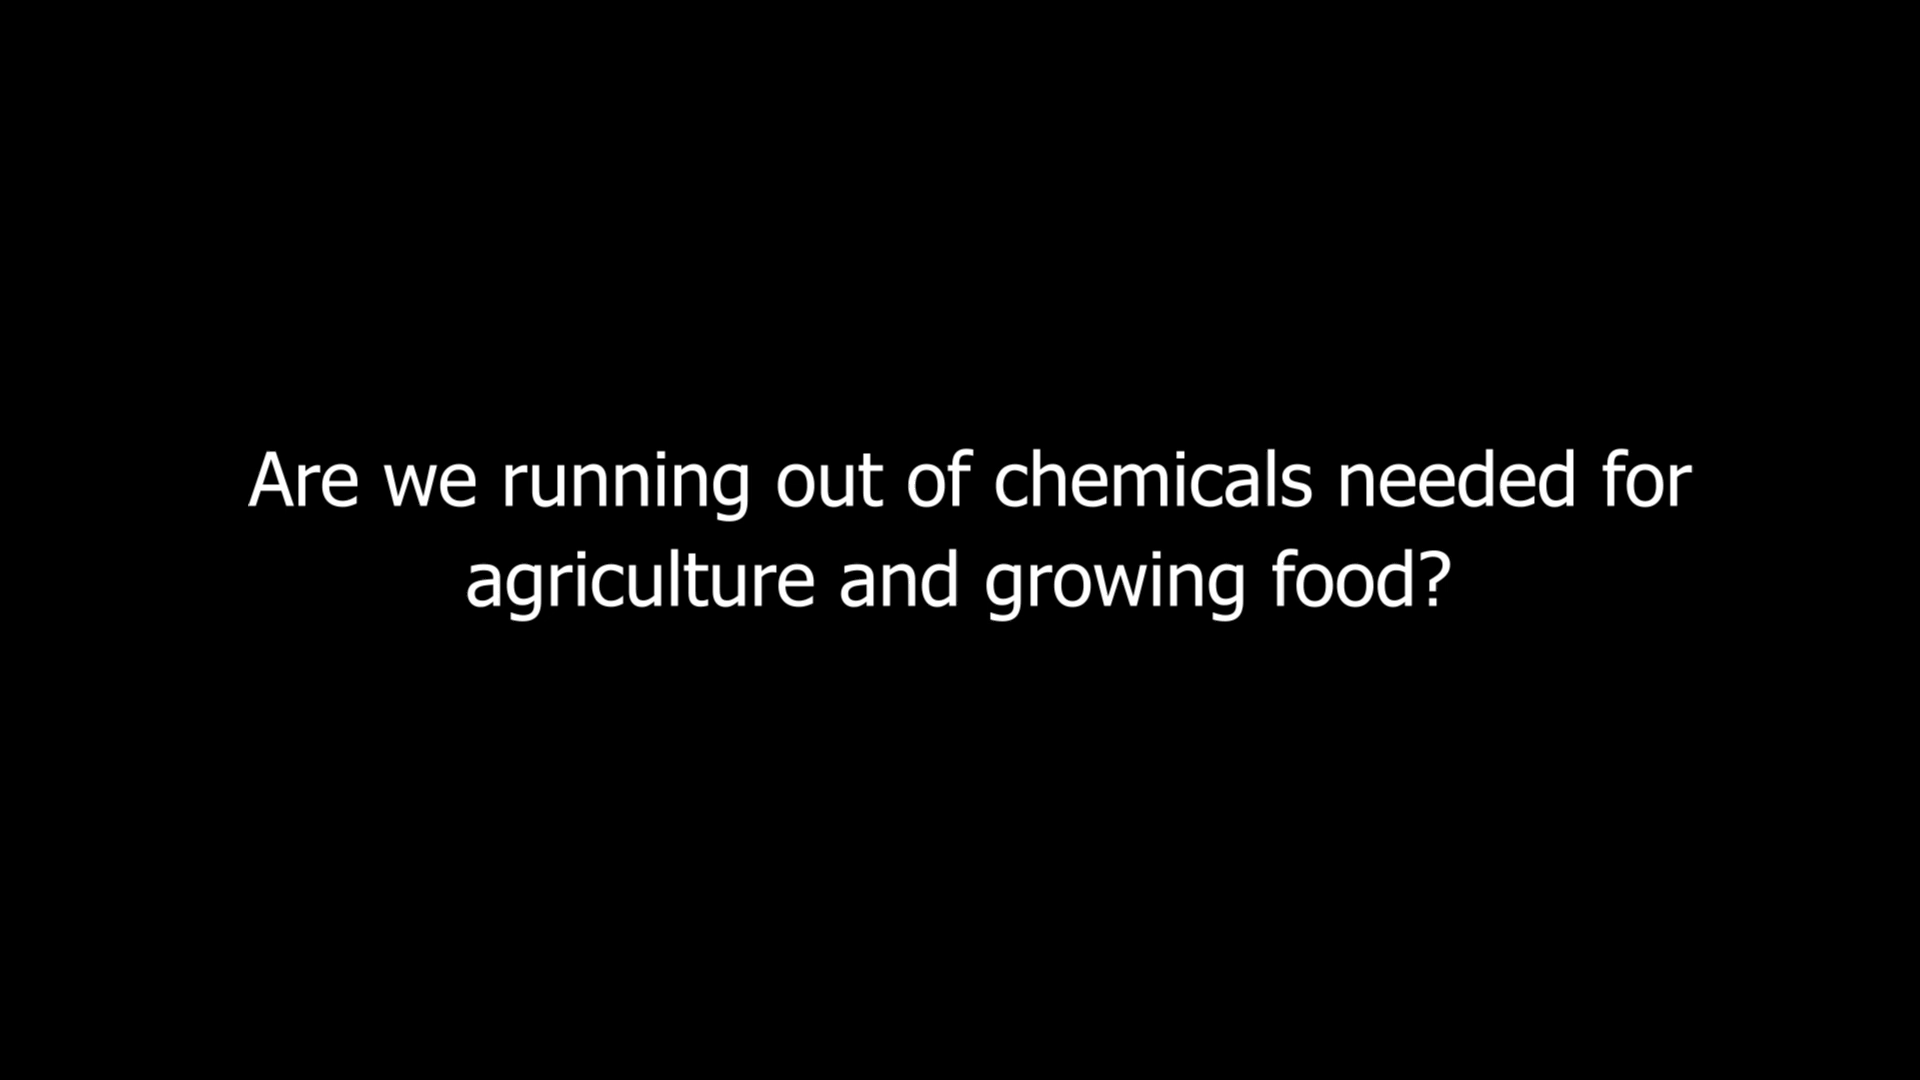 Are we running out of chemicals needed for
agriculture and growing food?